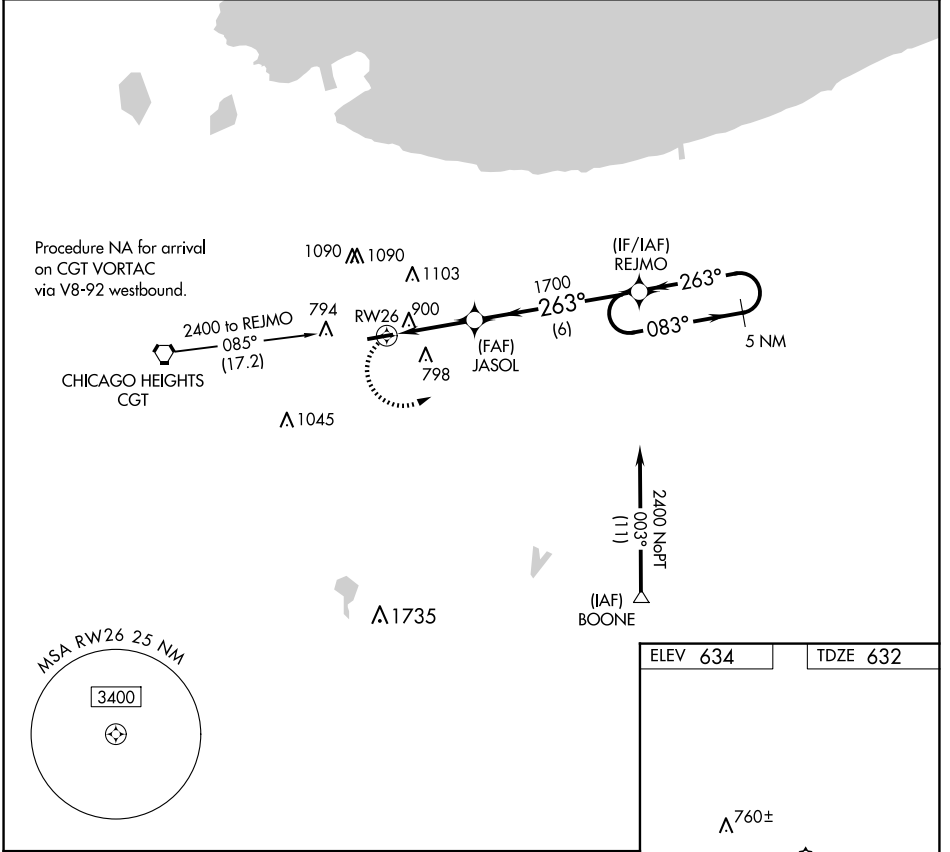 Procedure NA for arrival
on CGT VORTAC
via V8-92 westbound.
1090
1090
1103
794
RW26
900
798
1045
2400 to REJMO
085°
(17.2)
CHICAGO HEIGHTS
CGT
(FAF)
JASOL
1700
263°
(6)
(IF/IAF)
REJMO
263°
083°
5 NM
2400 NoPT
003°
(11)
(IAF)
BOONE
1735
MSA RW26 25 NM
3400
ELEV 634
TDZE 632
760±